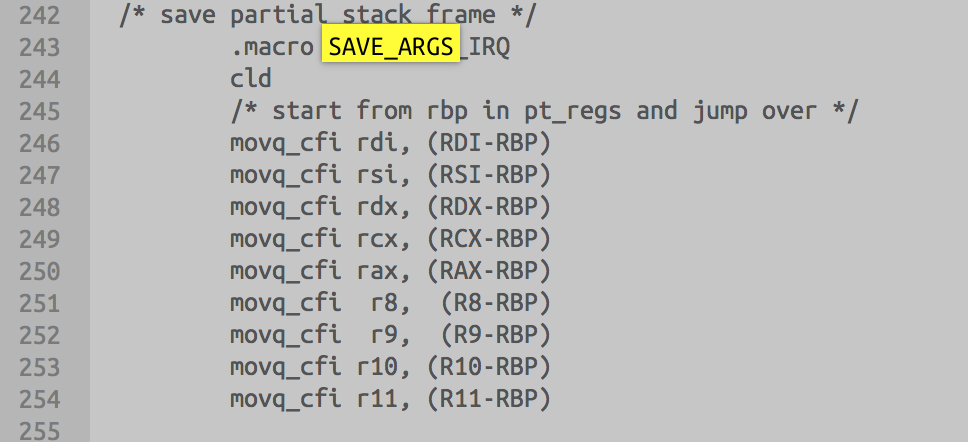 242 /* save partial stack frame */
243 .macro SAVE_ARGS_IRQ
244 cld
245 /* start from rbp in pt_regs and jump over */
246 movq_cfi rdi, (RDI-RBP)
247 movq_cfi rsi, (RSI-RBP)
248 movq_cfi rdx, (RDX-RBP)
249 movq_cfi rcx, (RCX-RBP)
250 movq_cfi rax, (RAX-RBP)
251 movq_cfi  r8,  (R8-RBP)
252 movq_cfi  r9,  (R9-RBP)
253 movq_cfi r10, (R10-RBP)
254 movq_cfi r11, (R11-RBP)
255